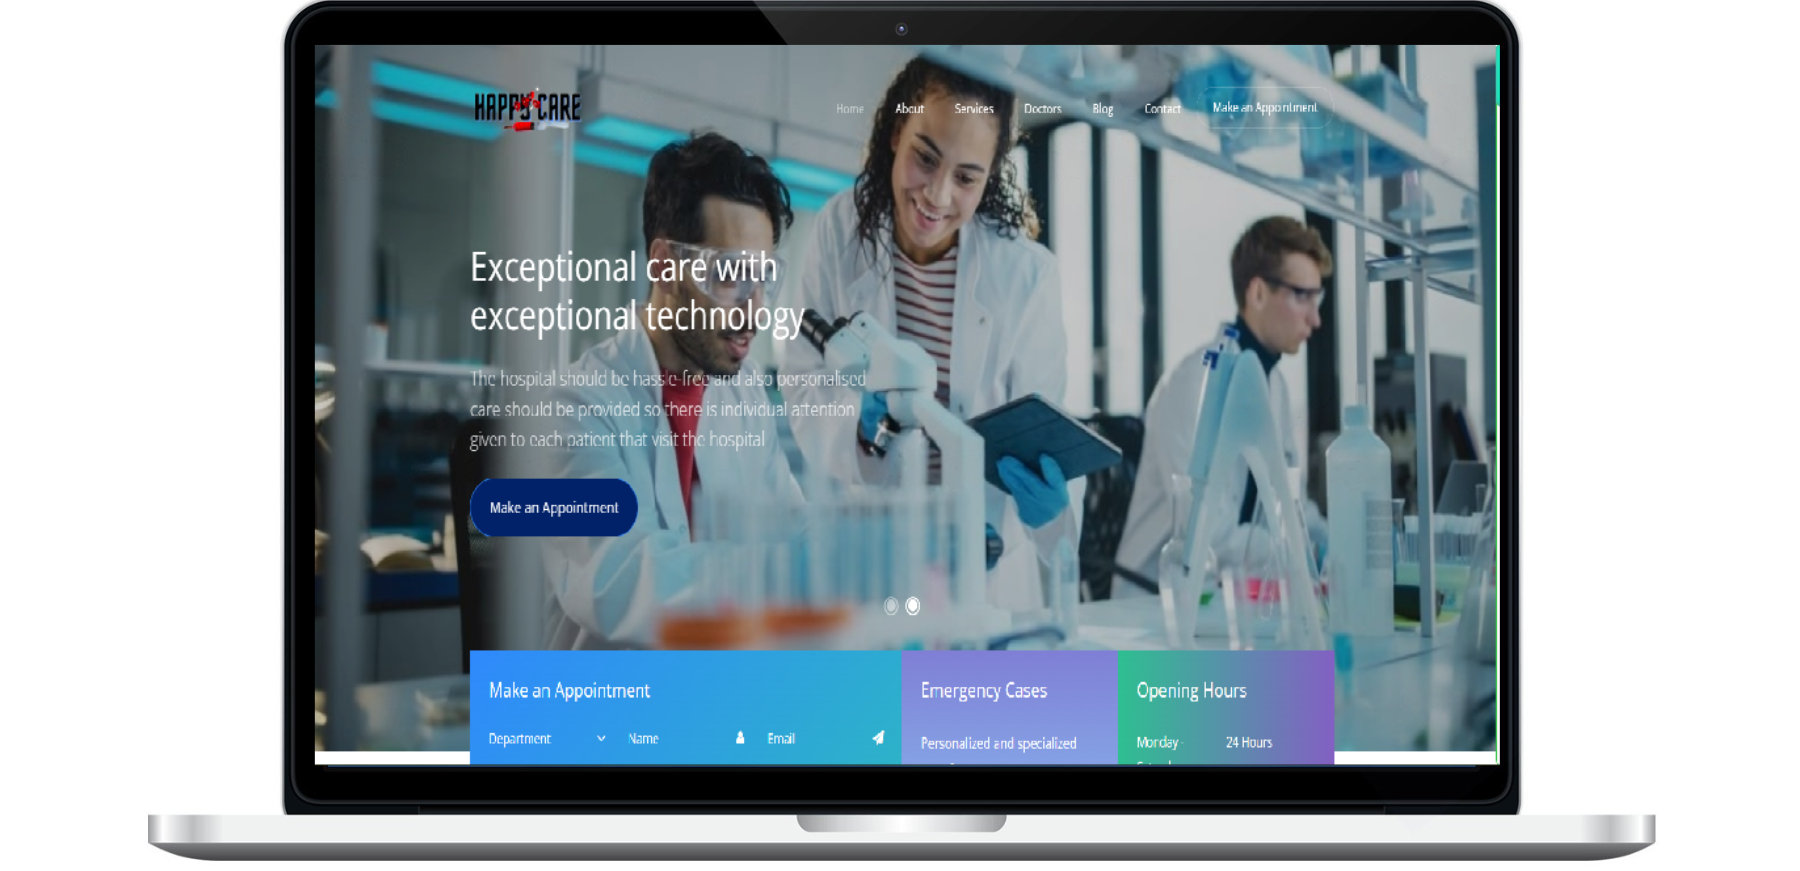 HAPPY CARE
Home About Services Doctors Blog Contact Make an Appointment
Exceptional care with
exceptional technology
The hospital should be hassle-free and also personalised
care should be provided so there is individual attention
given to each patient that visit the hospital
Make an Appointment
Make an Appointment
Department Name Email
Emergency Cases
Personalized and specialized
Opening Hours
Monday - 24 Hours